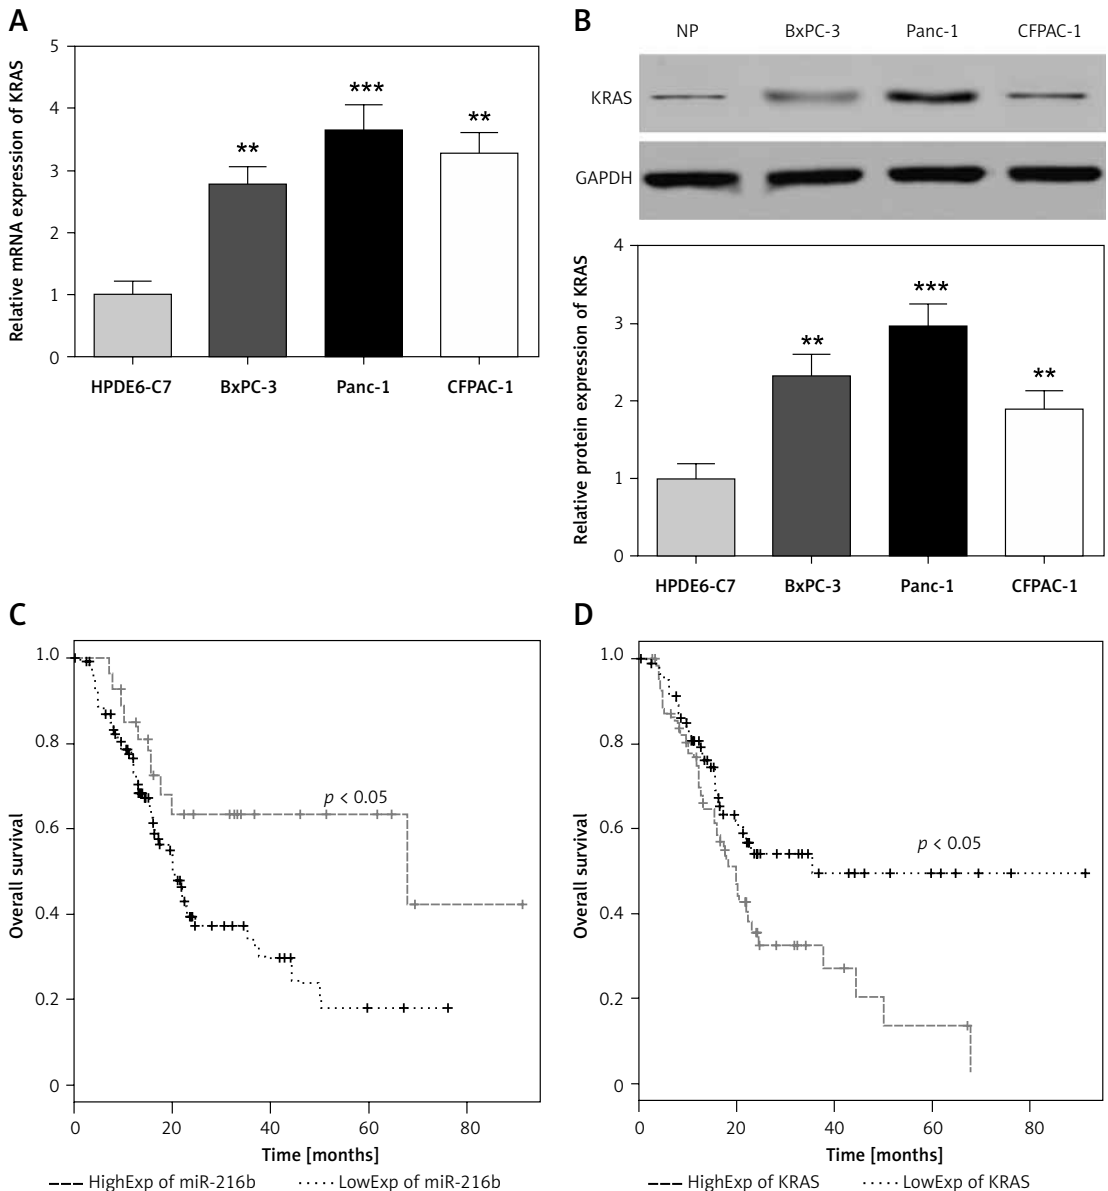 A
Relative mRNA expression of KRAS
5
4
3
2
1
0
**
***
**
HPDE6-C7 BxPC-3 Panc-1 CFPAC-1
B
NP BxPC-3 Panc-1 CFPAC-1
KRAS
GAPDH
Relative protein expression of KRAS
4
3
2
1
0
**
***
**
HPDE6-C7 BxPC-3 Panc-1 CFPAC-1
C
Overall survival
1.0
0.8
0.6
0.4
0.2
0
p < 0.05
0 20 40 60 80
Time [months]
HighExp of miR-216b LowExp of miR-216b
D
Overall survival
1.0
0.8
0.6
0.4
0.2
0
p < 0.05
0 20 40 60 80
Time [months]
HighExp of KRAS LowExp of KRAS